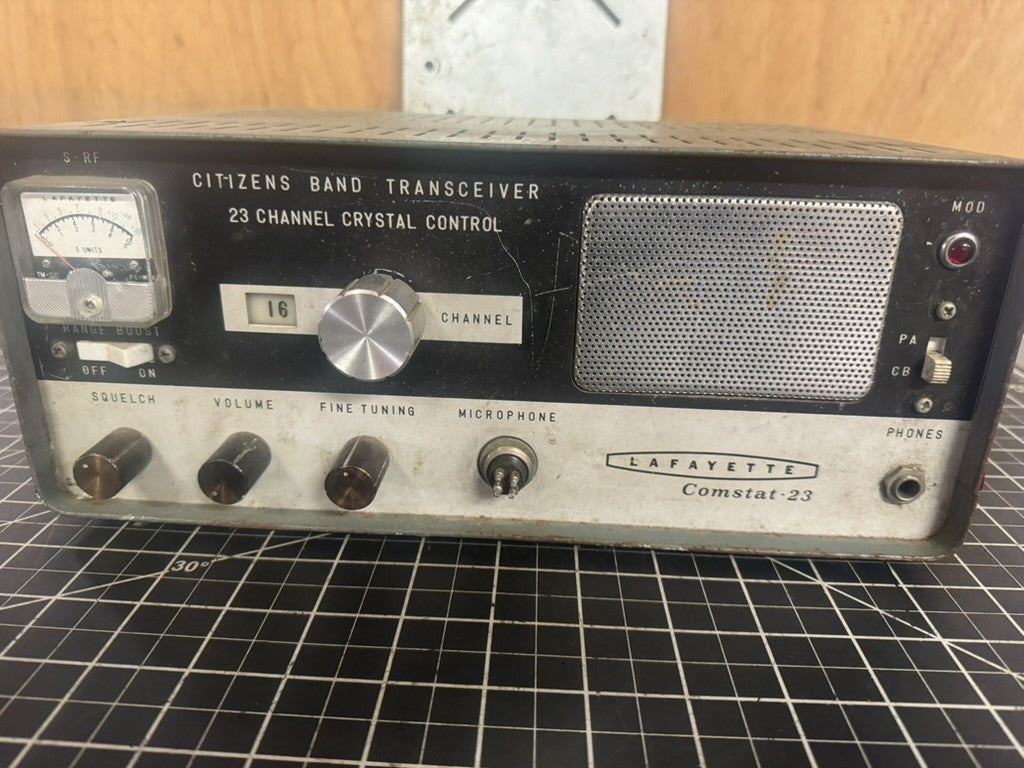 S-RF
LAFAYETTE
S UNITS
CITIZENS BAND TRANSCEIVER
23 CHANNEL CRYSTAL CONTROL
16
CHANNEL
MOD
RANGE BOOST
OFF ON
PA
CB
SQUELCH
VOLUME
FINE TUNING
MICROPHONE
PHONES
LAFAYETTE
Comstat-23
30°